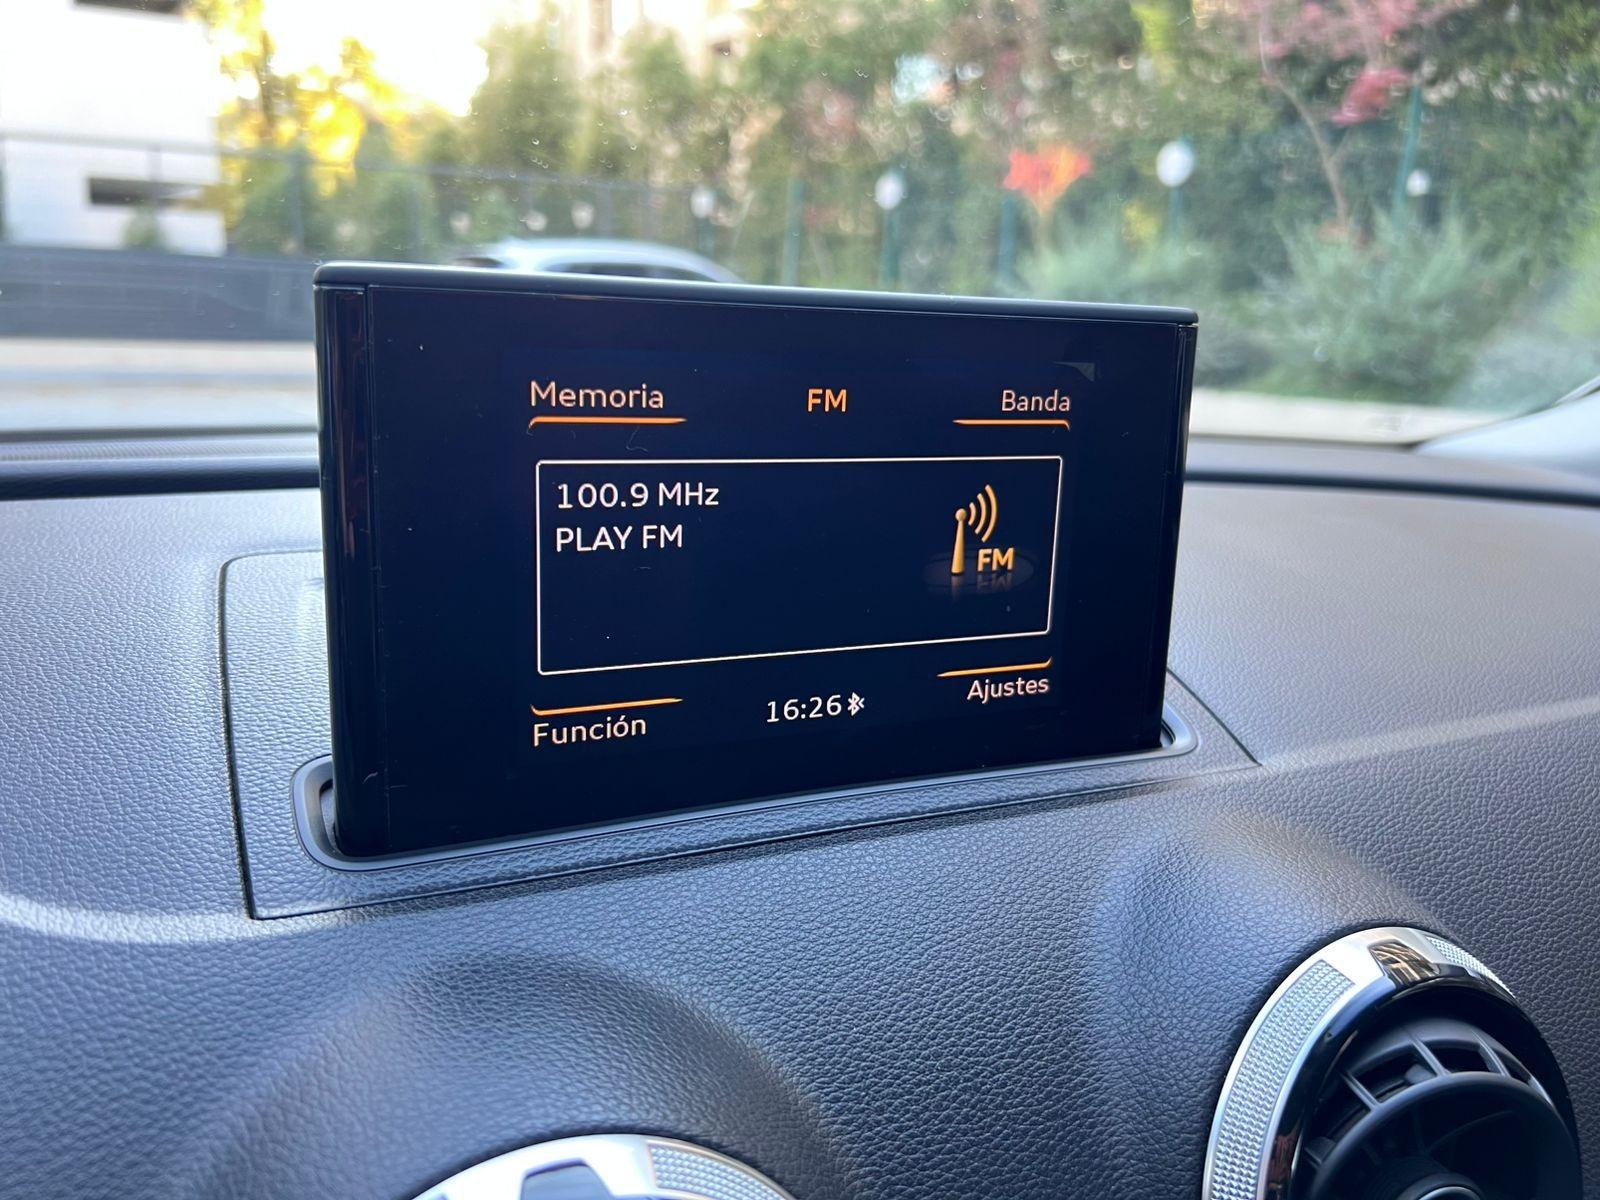 Memoria
FM
Banda
100.9 MHz
PLAY FM
FM
Función
16:26
Ajustes